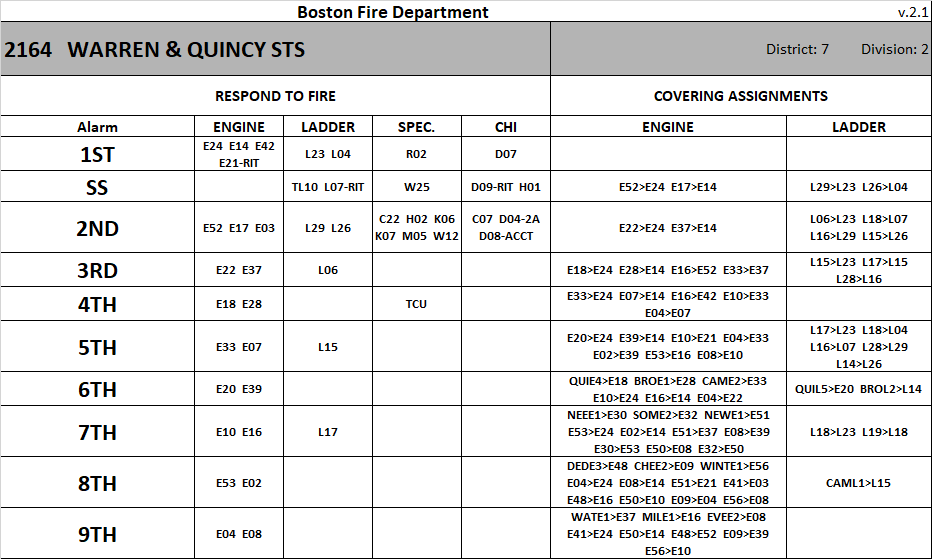 Boston Fire Department v.2.1
2164 WARREN & QUINCY STS District: 7 Division: 2
RESPOND TO FIRE COVERING ASSIGNMENTS
Alarm ENGINE LADDER SPEC. CHI ENGINE LADDER
1ST E24 E14 E42 L23 L04 R02 D07
E21-RIT
SS TL10 L07-RIT W25 D09-RIT H01 E52>E24 E17>E14 L29>L23 L26>L04
2ND E52 E17 E03 L29 L26 C22 H02 K06 C07 D04-2A E22>E24 E37>E14 L06>L23 L18>L07
K07 M05 W12 D08-ACCT L16>L29 L15>L26
3RD E22 E37 L06 E18>E24 E28>E14 E16>E52 E33>E37 L15>L23 L17>L15
L28>L16
4TH E18 E28 TCU E33>E24 E07>E14 E16>E42 E10>E33
E04>E07
5TH E33 E07 L15 E20>E24 E39>E14 E10>E21 E04>E33 L17>L23 L18>L04
E02>E39 E53>E16 E08>E10 L16>L07 L28>L29
L14>L26
6TH E20 E39 QUIE4>E18 BROE1>E28 CAME2>E33 QUIL5>E20 BROL2>L14
E10>E24 E16>E14 E04>E22
7TH E10 E16 L17 NEEE1>E30 SOME2>E32 NEWE1>E51 L18>L23 L19>L18
E53>E24 E02>E14 E51>E37 E08>E39
E30>E53 E50>E08 E32>E50
8TH E53 E02 DEDE3>E48 CHEE2>E09 WINTE1>E56 CAML1>L15
E04>E24 E08>E14 E51>E21 E41>E03
E48>E16 E50>E10 E09>E04 E56>E08
9TH E04 E08 WATE1>E37 MILE1>E16 EVEE2>E08
E41>E24 E50>E14 E48>E52 E09>E39
E56>E10